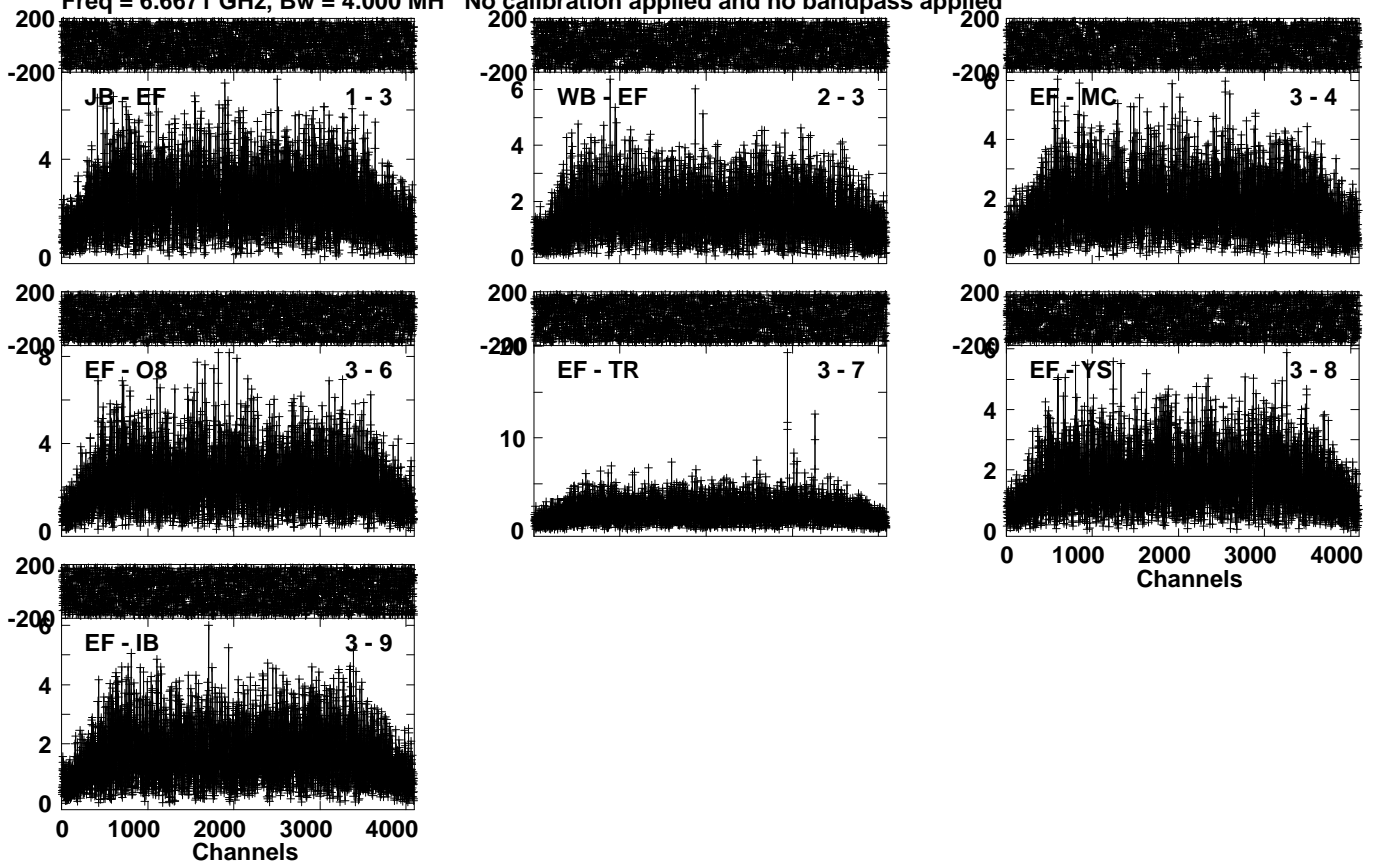 Freq = 6.6671 GHz, Bw = 4.000 MH   No calibration applied and no bandpass applied
200 200 200
-200 -200 -200
JB - EF 1 - 3 WB - EF 2 - 3 EF - MC 3 - 4
6 6
4 4 4
2 2
0 0 0
200 200 200
-200 -200 -200
8 20 6
EF - O8 3 - 6 EF - TR 3 - 7 EF - YS 3 - 8
4 10 4
2
0 0 0
0 1000 2000 3000 4000
Channels
200
-200
6
EF - IB 3 - 9
4
2
0
0 1000 2000 3000 4000
Channels